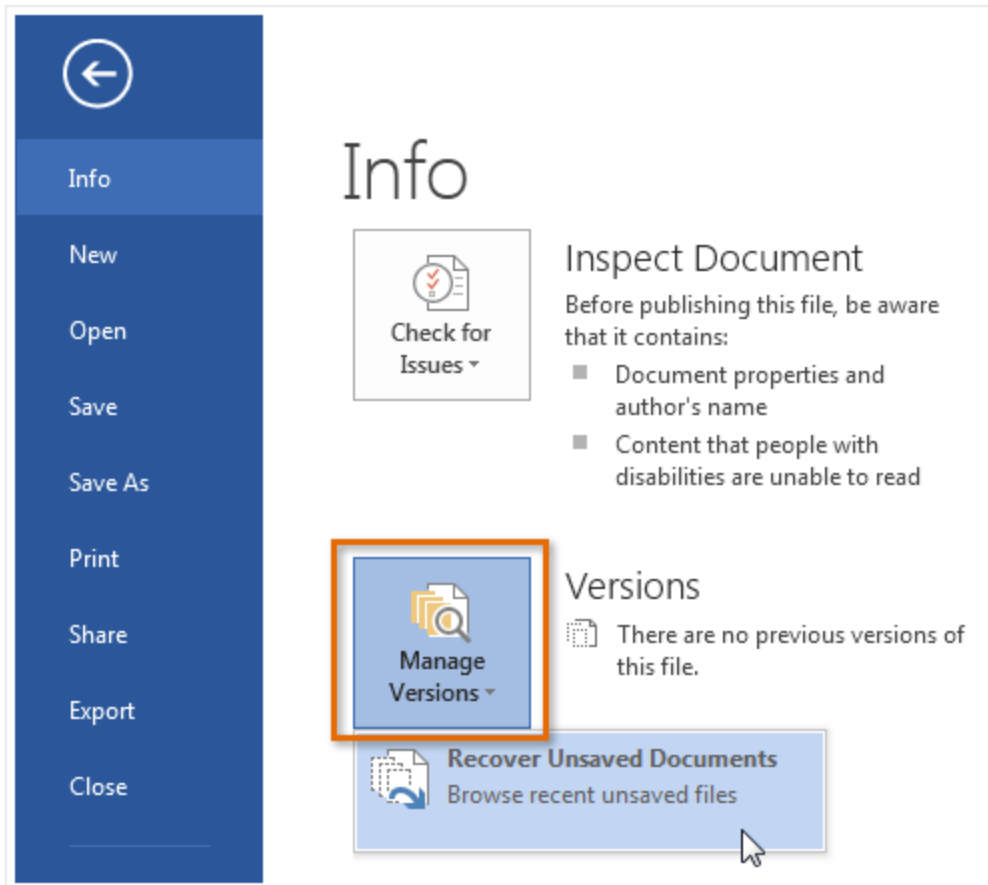 Info
New
Open
Save
Save As
Print
Share
Export
Close
Info
Check for
Issues
Inspect Document
Before publishing this file, be aware
that it contains:
Document properties and
author's name
Content that people with
disabilities are unable to read
Manage
Versions
Versions
There are no previous versions of
this file.
Recover Unsaved Documents
Browse recent unsaved files